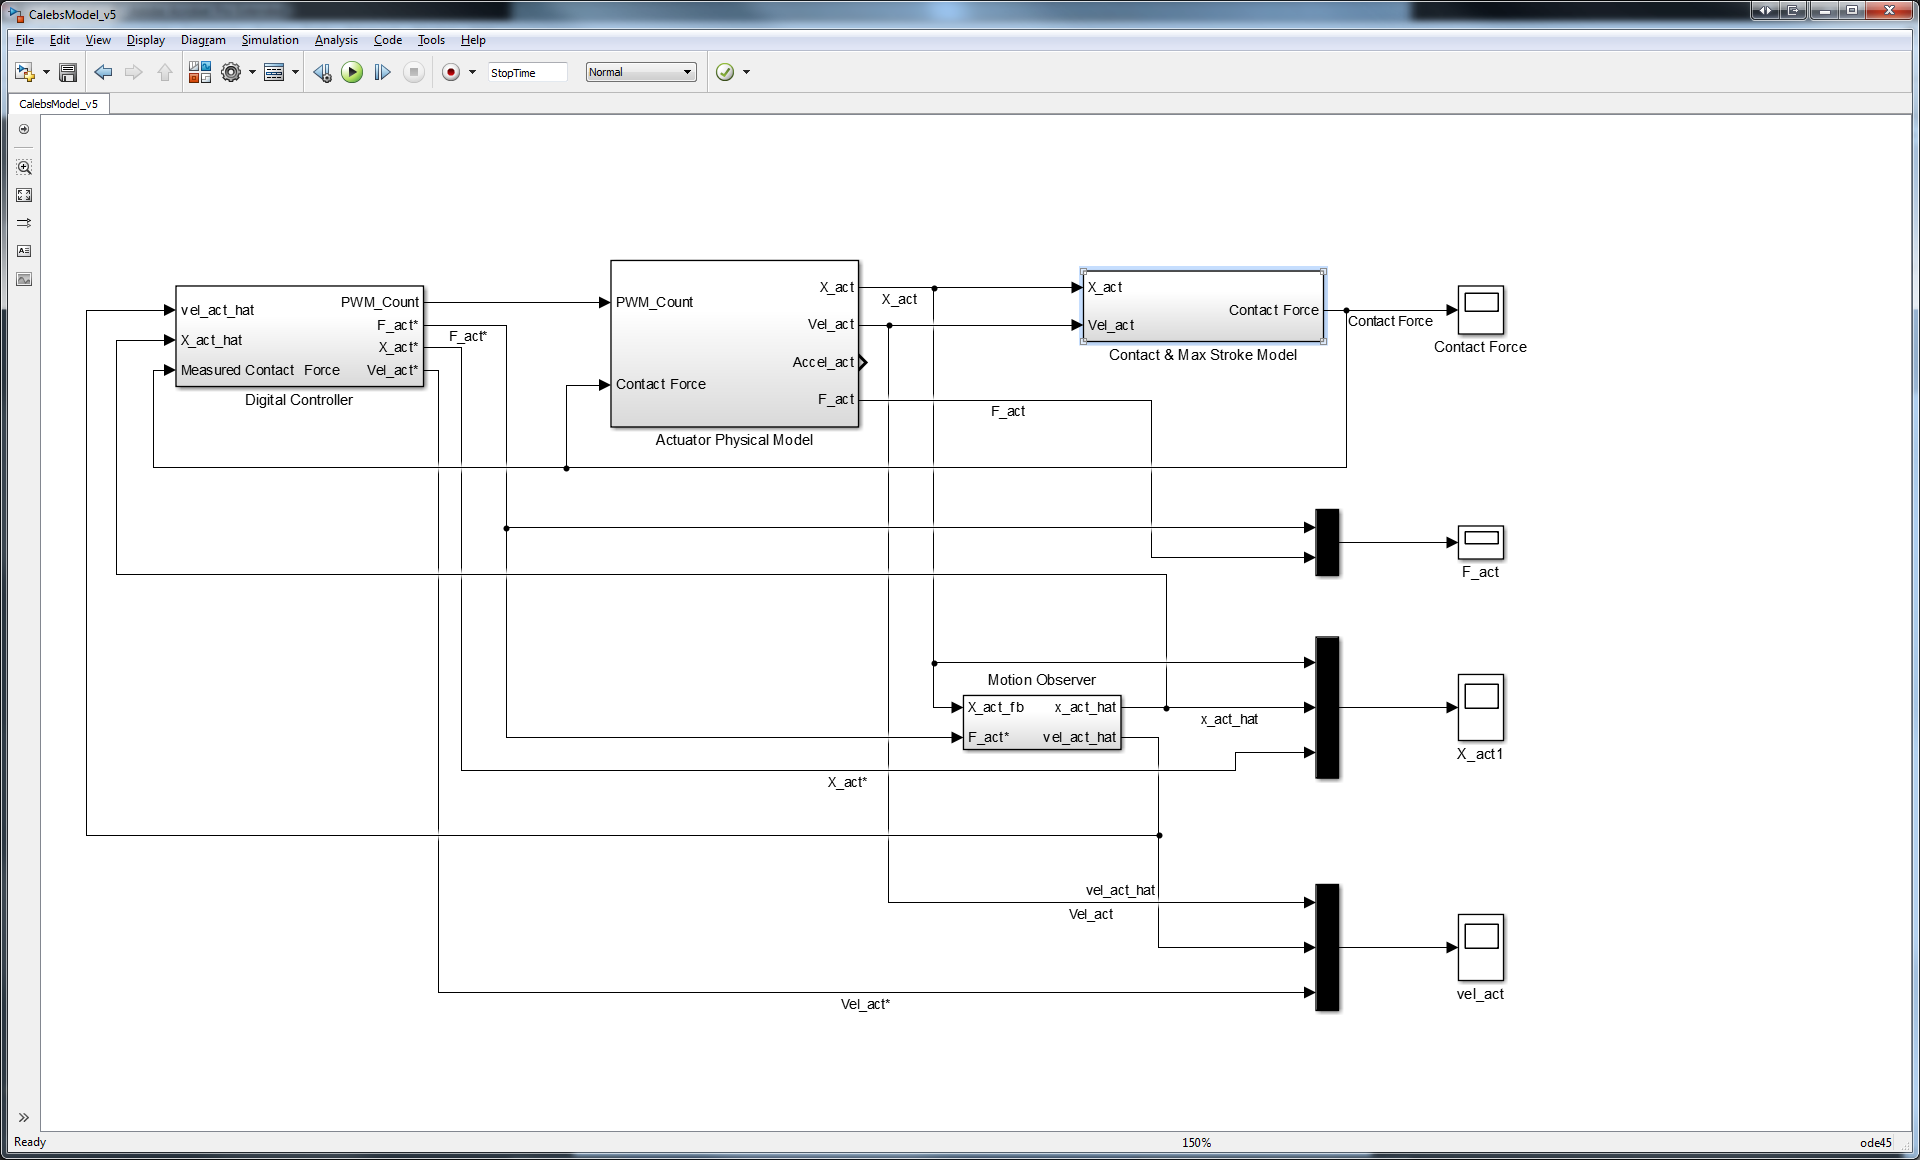 CalebsModel_v5
File Edit View Display Diagram Simulation Analysis Code Tools Help
StopTime Normal
CalebsModel_v5
vel_act_hat
X_act_hat
Measured Contact Force
PWM_Count
F_act*
X_act*
Vel_act*
Digital Controller
F_act*
PWM_Count
Contact Force
X_act
Vel_act
Accel_act
F_act
Actuator Physical Model
X_act
F_act
X_act
Vel_act
Contact Force
Contact & Max Stroke Model
Contact Force
Contact Force
F_act
Motion Observer
X_act_fb
F_act*
x_act_hat
vel_act_hat
x_act_hat
X_act1
X_act*
vel_act_hat
Vel_act
vel_act
Vel_act*
Ready 150% ode45